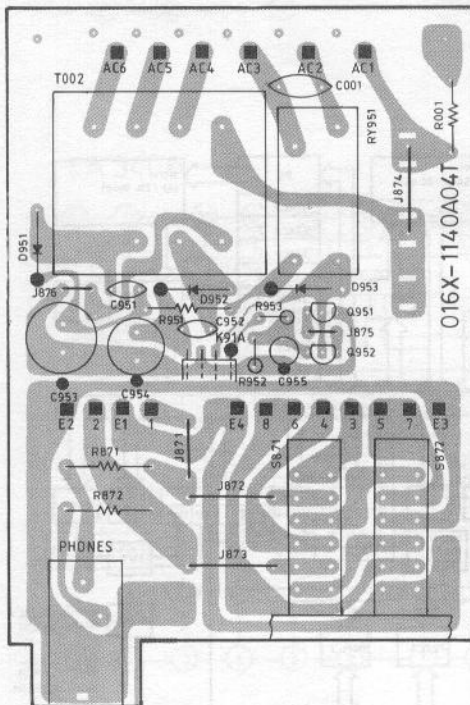 AC6 AC5 AC4 AC3 AC2 AC1
T002
C001
RY951
R001
J874
016X-1140A04T
D951
J876
C951
D952
D953
R951
C952
R953
Q951
J875
K91A
Q952
R952
C955
C953
C954
E2 2 E1 1 E4 8 6 4 3 5 7 E3
J871
S871
S872
R871
J872
R872
PHONES
J873